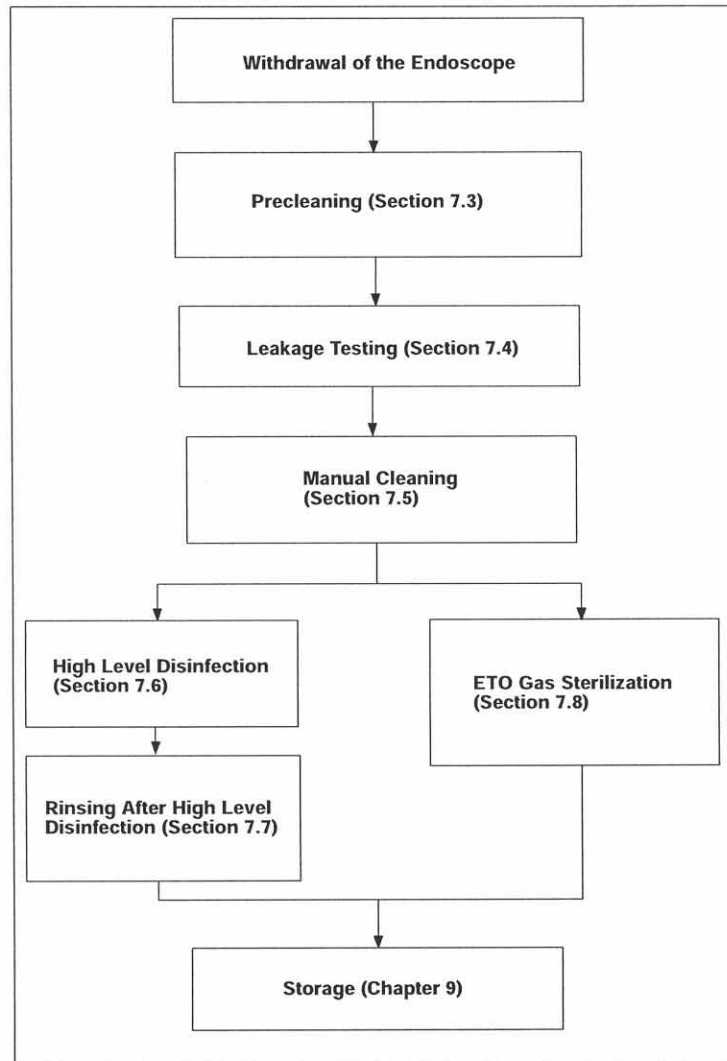 Withdrawal of the Endoscope
Precleaning (Section 7.3)
Leakage Testing (Section 7.4)
Manual Cleaning
(Section 7.5)
High Level Disinfection
(Section 7.6)
ETO Gas Sterilization
(Section 7.8)
Rinsing After High Level
Disinfection (Section 7.7)
Storage (Chapter 9)